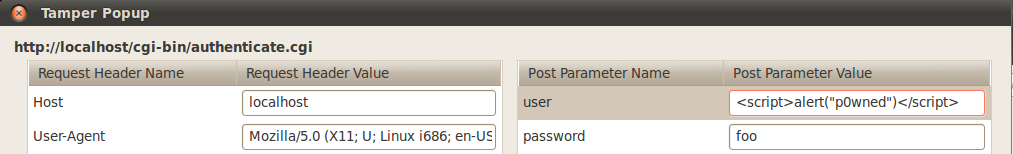 Tamper Popup
http://localhost/cgi-bin/authenticate.cgi
Request Header Name Request Header Value Post Parameter Name Post Parameter Value
Host localhost user <script>alert("p0wned")</script>
User-Agent Mozilla/5.0 (X11; U; Linux i686; en-US password foo